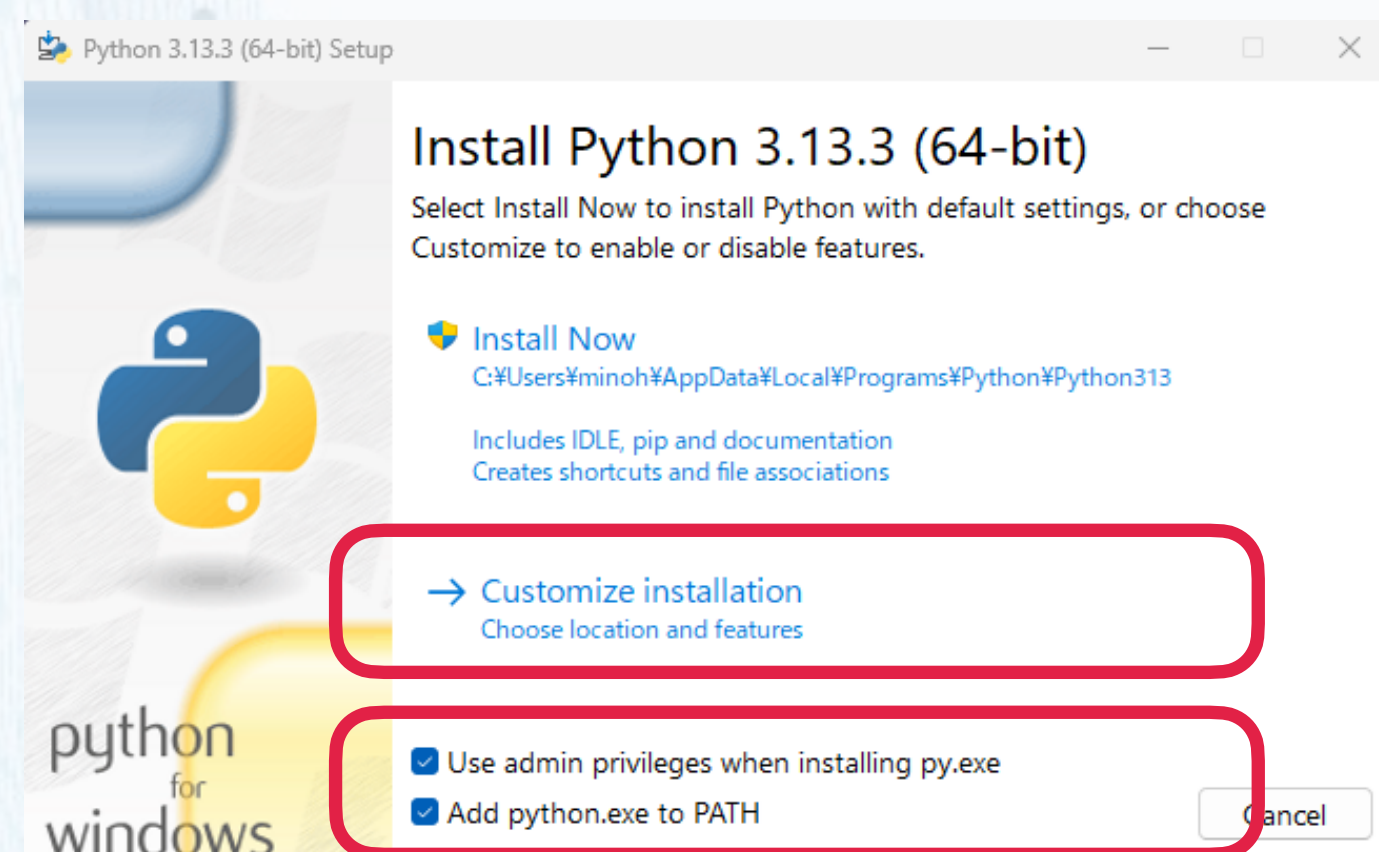 Python 3.13.3 (64-bit) Setup
Install Python 3.13.3 (64-bit)
Select Install Now to install Python with default settings, or choose
Customize to enable or disable features.
Install Now
C:¥Users¥minoh¥AppData¥Local¥Programs¥Python¥Python313
Includes IDLE, pip and documentation
Creates shortcuts and file associations
Customize installation
Choose location and features
python
for
windows
Use admin privileges when installing py.exe
Add python.exe to PATH
Cancel